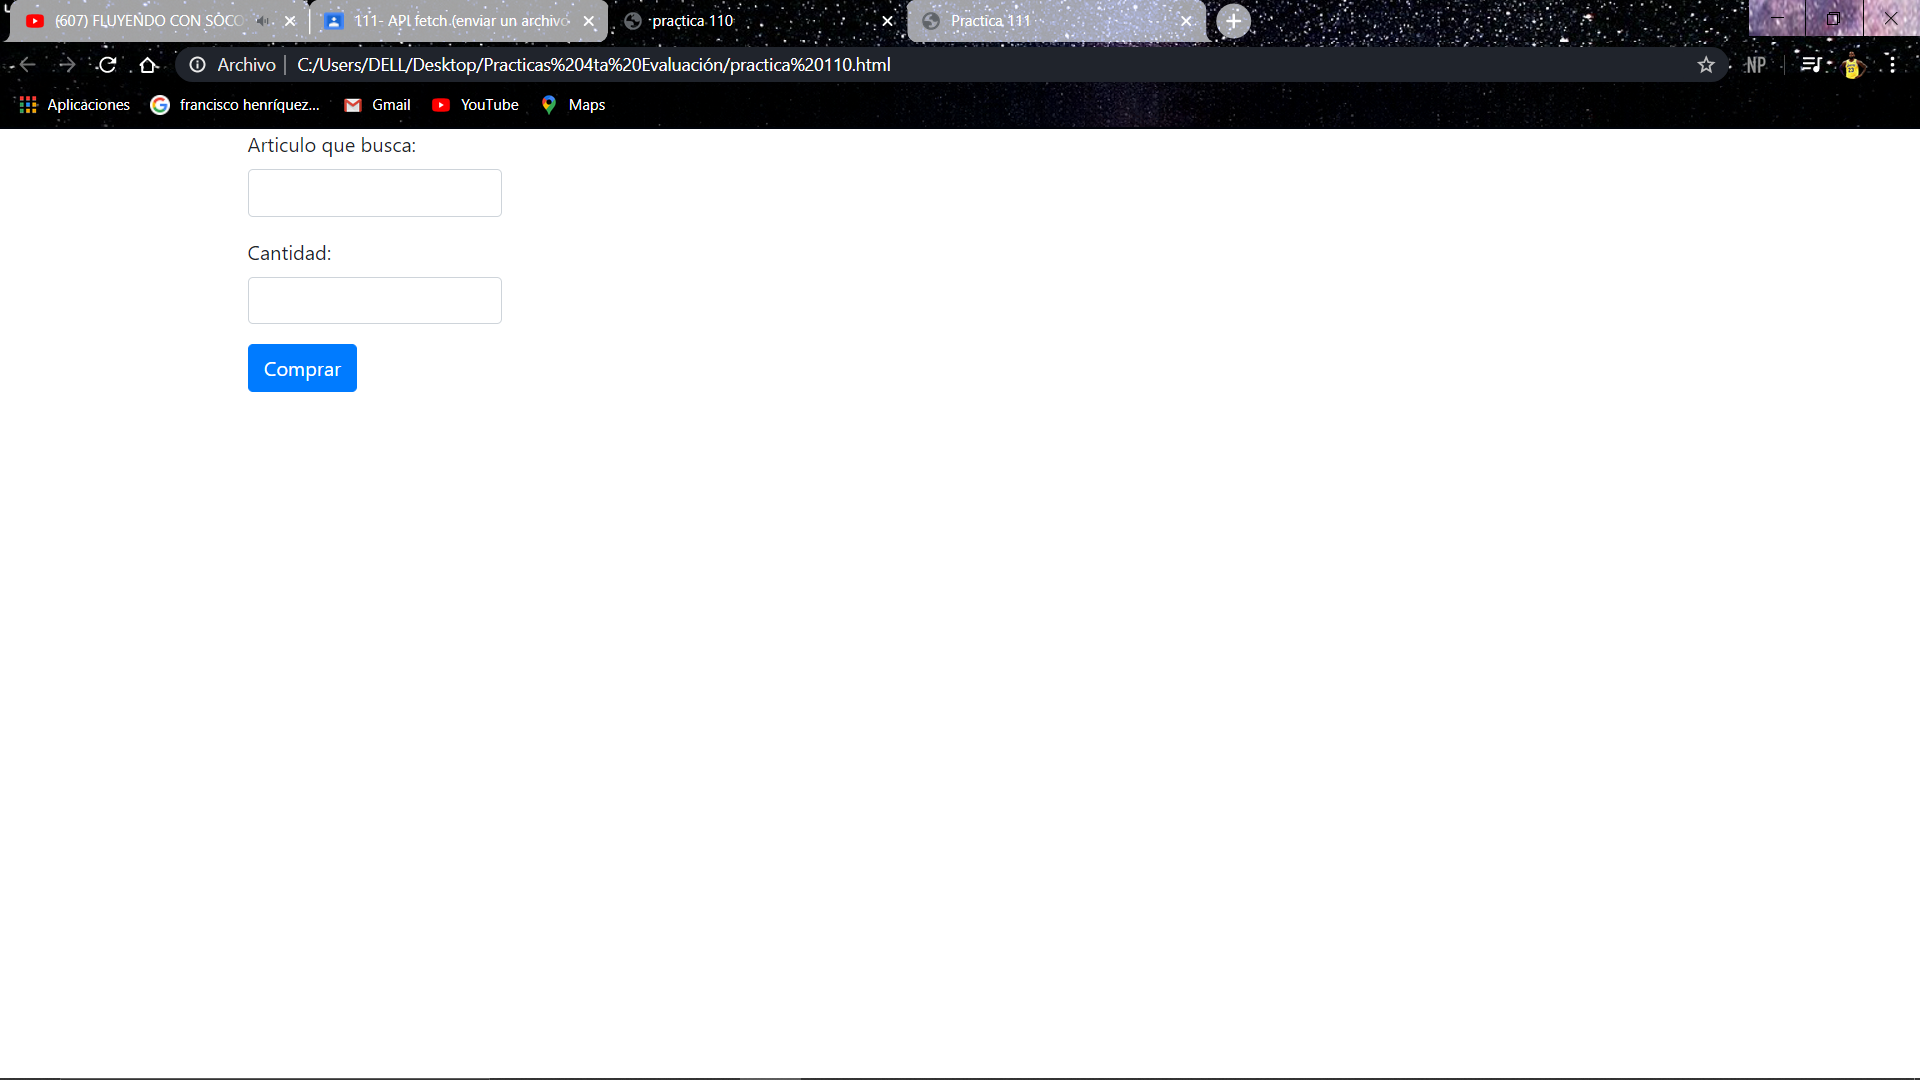 (607) FLUYENDO CON SÓCO
111- API fetch (enviar un archivo
practica 110
Practica 111
Archivo | C:/Users/DELL/Desktop/Practicas%204ta%20Evaluación/practica%20110.html
NP
Aplicaciones
francisco henríquez...
Gmail
YouTube
Maps
Articulo que busca:
Cantidad:
Comprar